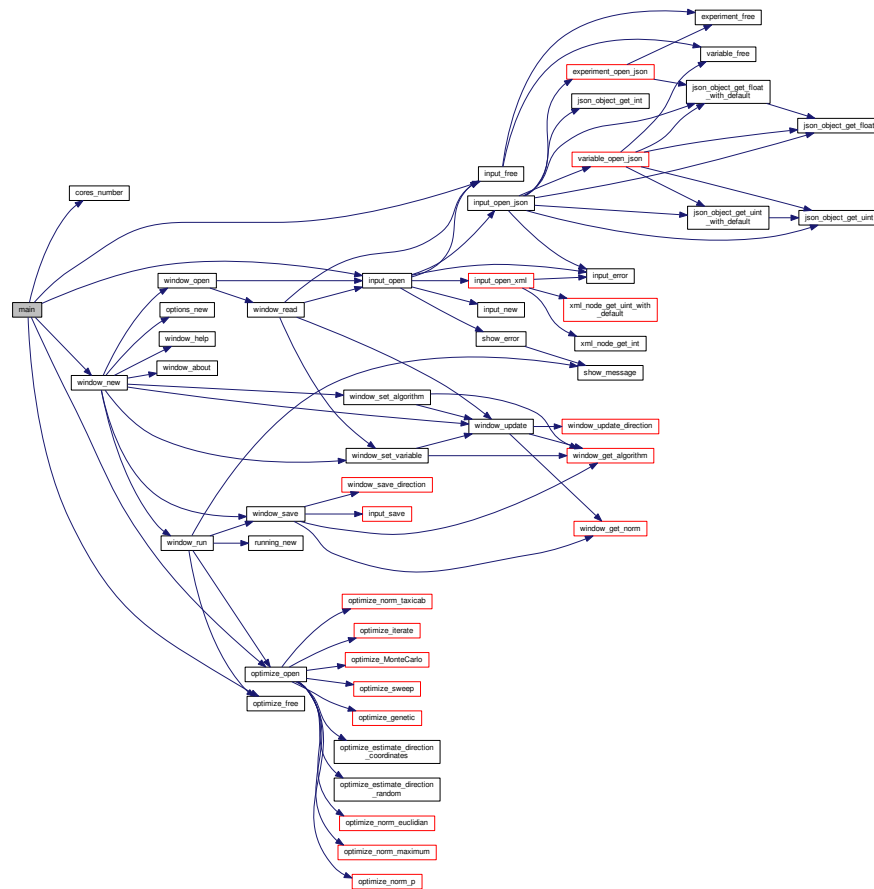 experiment_free
variable_free
experiment_open_json
json_object_get_float
_with_default
json_object_get_int
json_object_get_float
variable_open_json
input_free
cores_number
input_open_json
json_object_get_uint
_with_default
json_object_get_uint
input_error
window_open
input_open
input_open_xml
main
options_new
window_read
input_new
xml_node_get_uint_with
_default
window_help
show_error
xml_node_get_int
window_about
show_message
window_new
window_set_algorithm
window_update
window_update_direction
window_set_variable
window_get_algorithm
window_save_direction
window_save
input_save
window_get_norm
window_run
running_new
optimize_norm_taxicab
optimize_iterate
optimize_MonteCarlo
optimize_open
optimize_sweep
optimize_free
optimize_genetic
optimize_estimate_direction
_coordinates
optimize_estimate_direction
_random
optimize_norm_euclidian
optimize_norm_maximum
optimize_norm_p